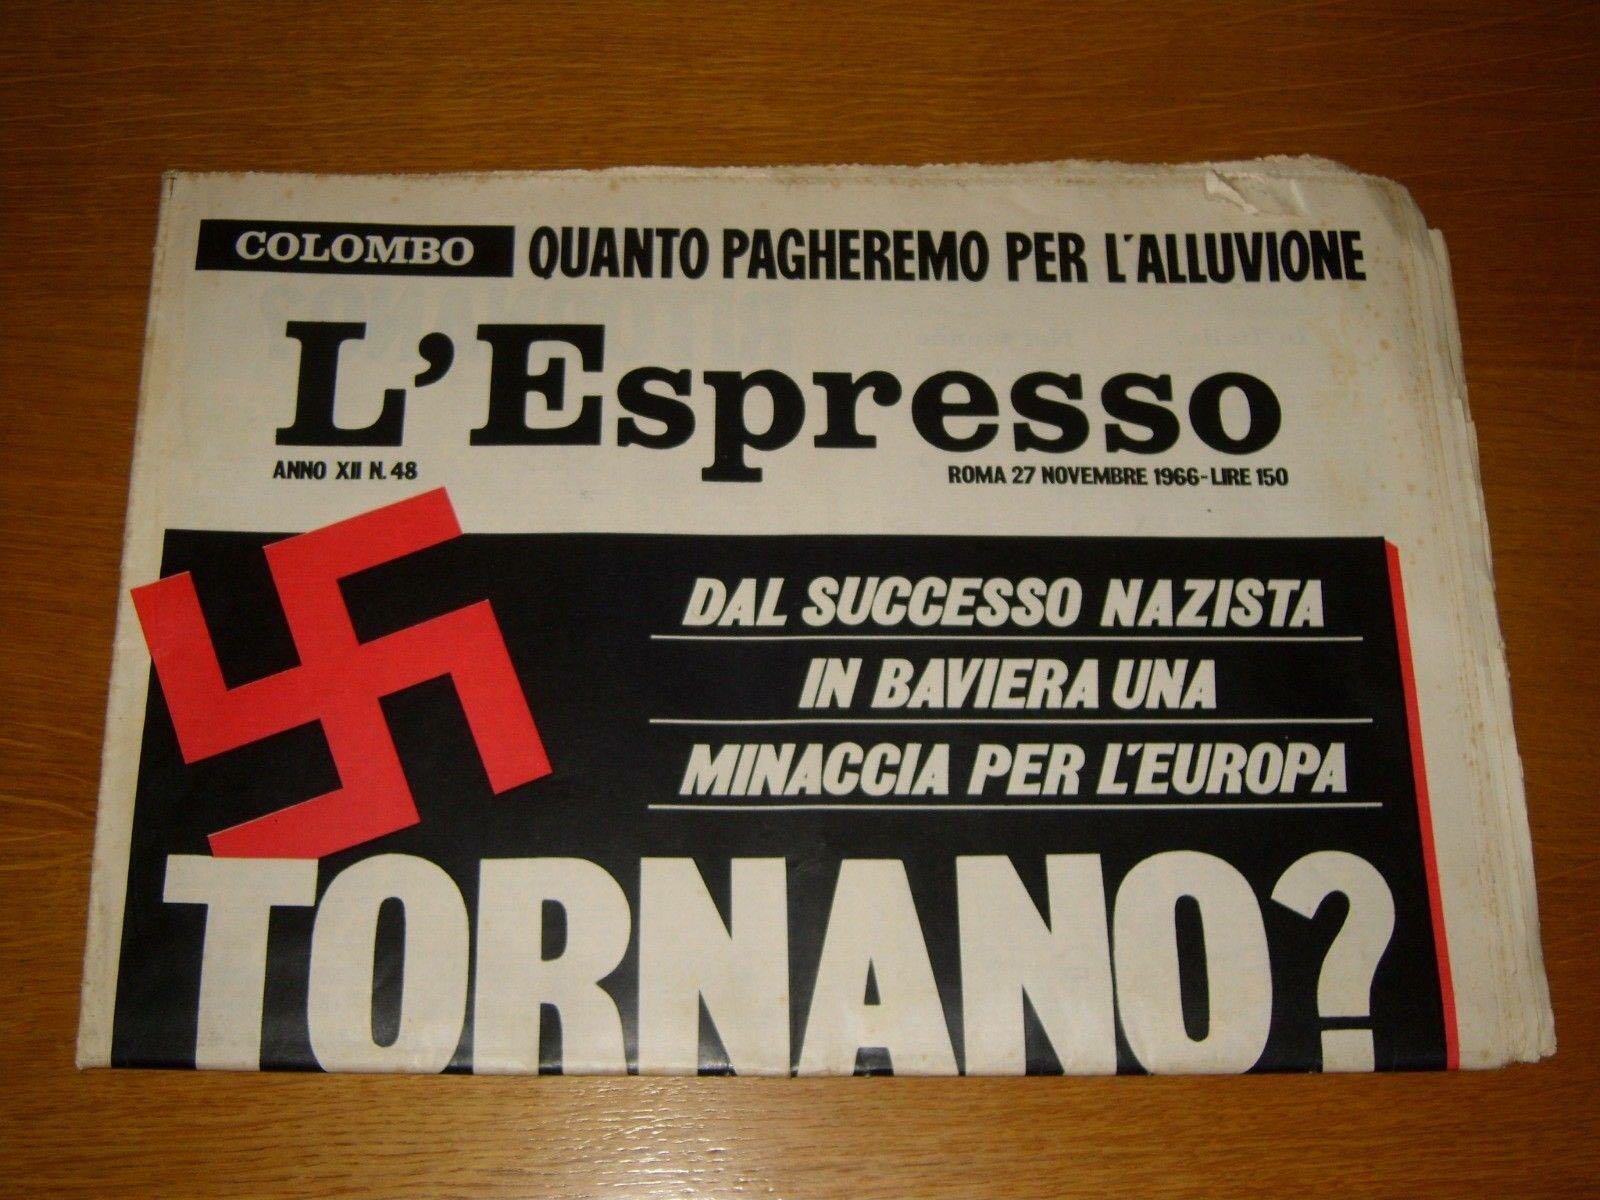 COLOMBO QUANTO PAGHEREMO PER L'ALLUVIONE
L'Espresso
ANNO XII N. 48 ROMA 27 NOVEMBRE 1966-LIRE 150
DAL SUCCESSO NAZISTA
IN BAVIERA UNA
MINACCIA PER L'EUROPA
TORNANO?